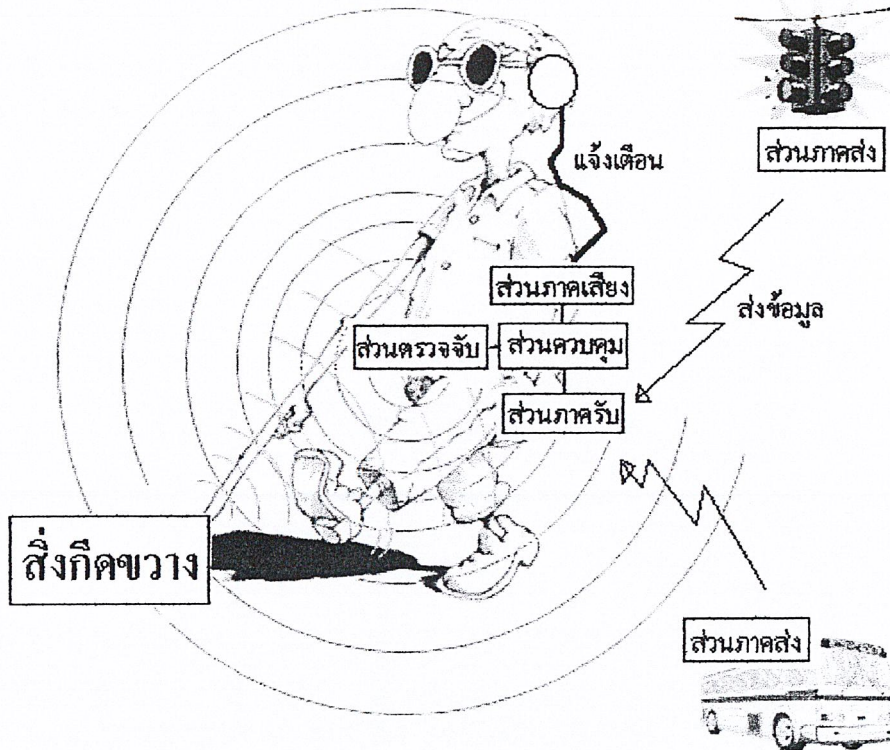 ส่วนภาคส่ง
แจ้งเตือน
ส่วนภาคเสียง
ส่งข้อมูล
ส่วนตรวจจับ
ส่วนควบคุม
ส่วนภาครับ
สิ่งกีดขวาง
ส่วนภาคส่ง